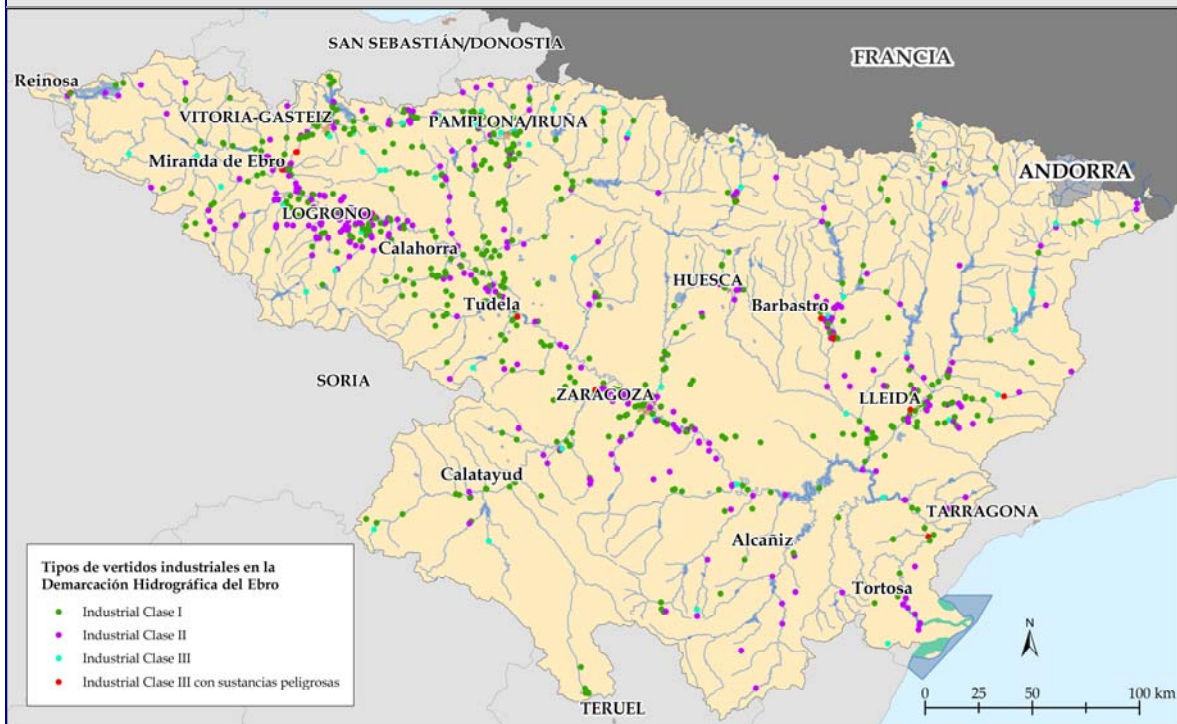 SAN SEBASTIÁN/DONOSTIA
FRANCIA
Reinosa
VITORIA-GASTEIZ
PAMPLONA/IRUÑA
Miranda de Ebro
ANDORRA
LOGROÑO
Calahorra
HUESCA
Tudela
Barbastro
SORIA
ZARAGOZA
LLEIDA
Calatayud
TARRAGONA
Alcañiz
Tortosa
TERUEL
Tipos de vertidos industriales en la
Demarcación Hidrográfica del Ebro
Industrial Clase I
Industrial Clase II
Industrial Clase III
Industrial Clase III con sustancias peligrosas
N
0 25 50 100 km